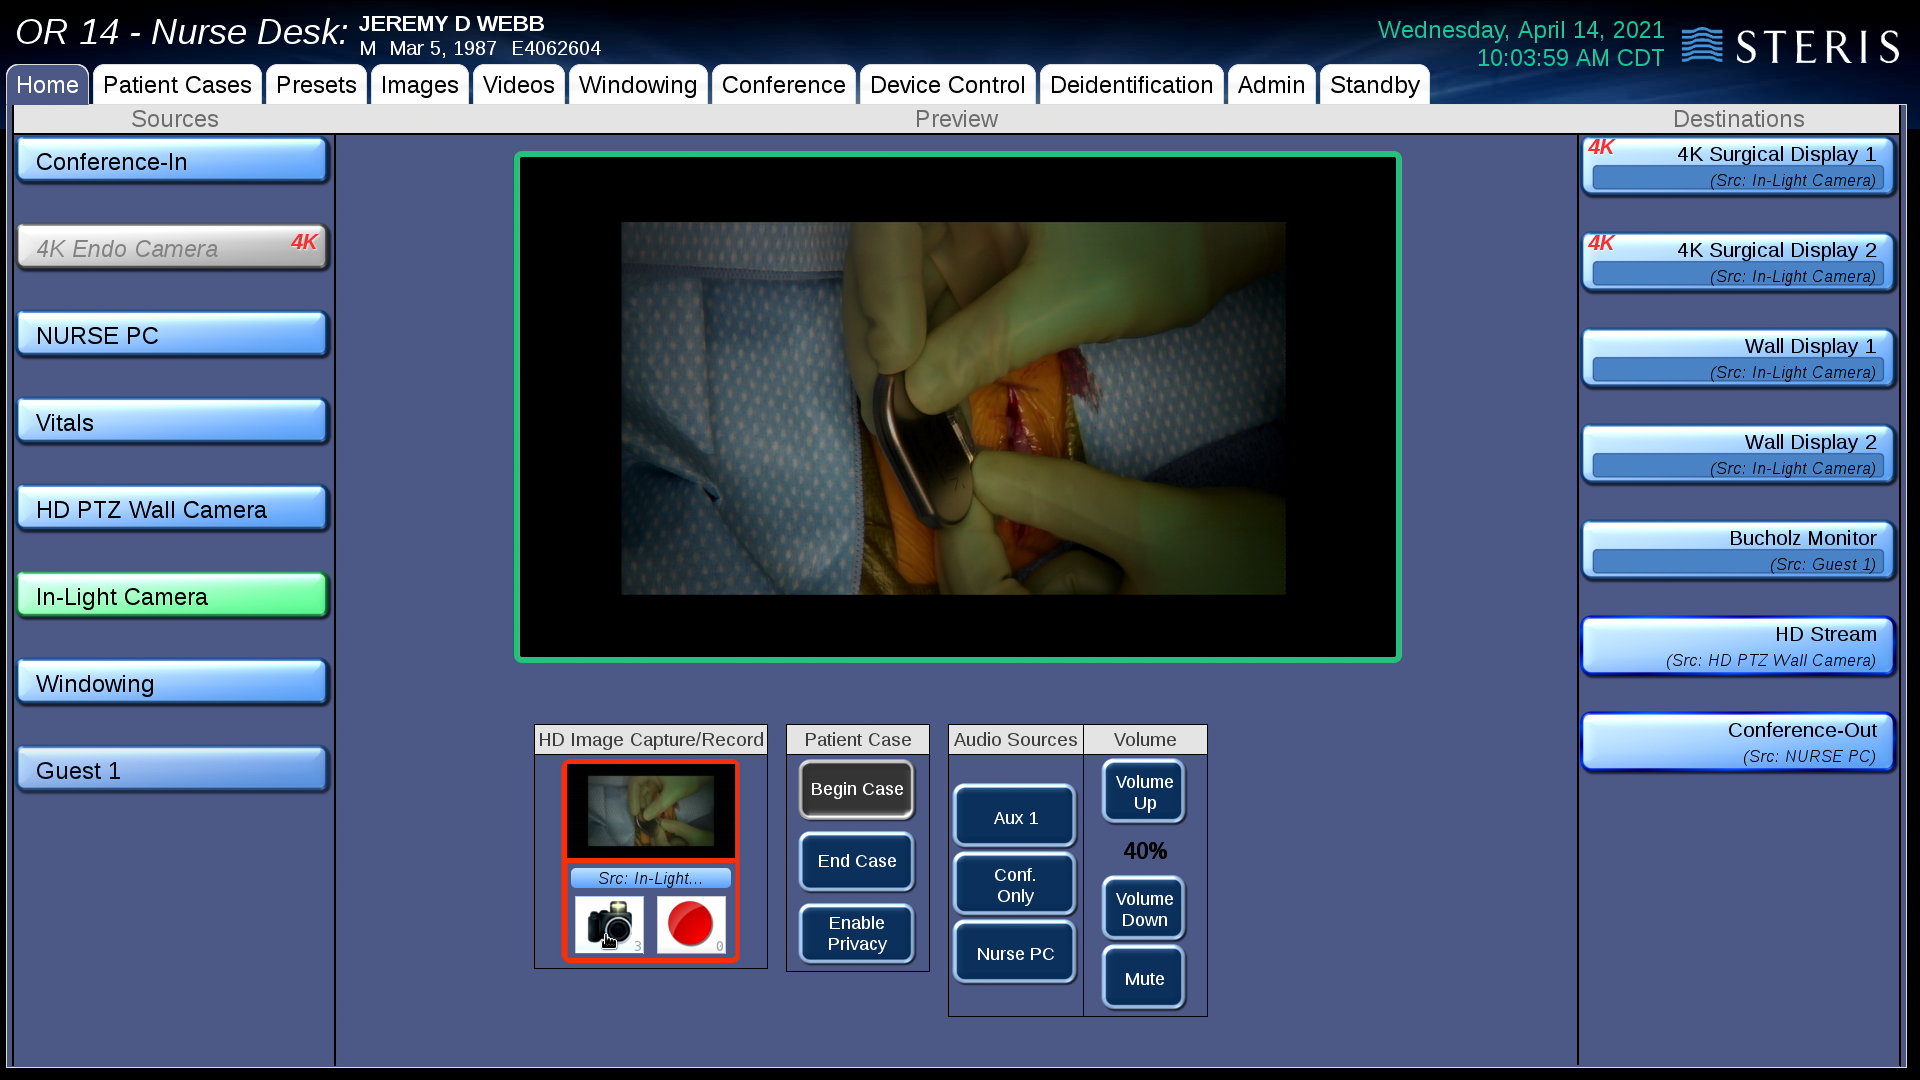 OR 14 - Nurse Desk:
JEREMY D WEBB
M Mar 5, 1987 E4062604
Wednesday, April 14, 2021
10:03:59 AM CDT
STERIS
Home
Patient Cases
Presets
Images
Videos
Windowing
Conference
Device Control
Deidentification
Admin
Standby
Sources
Preview
Destinations
Conference-In
4K Endo Camera
4K
NURSE PC
Vitals
HD PTZ Wall Camera
In-Light Camera
Windowing
Guest 1
4K
4K Surgical Display 1
(Src: In-Light Camera)
4K
4K Surgical Display 2
(Src: In-Light Camera)
Wall Display 1
(Src: In-Light Camera)
Wall Display 2
(Src: In-Light Camera)
Bucholz Monitor
(Src: Guest 1)
HD Stream
(Src: HD PTZ Wall Camera)
Conference-Out
(Src: NURSE PC)
HD Image Capture/Record
Src: In-Light...
3
0
Patient Case
Begin Case
End Case
Enable
Privacy
Audio Sources
Aux 1
Conf.
Only
Nurse PC
Volume
Volume
Up
40%
Volume
Down
Mute